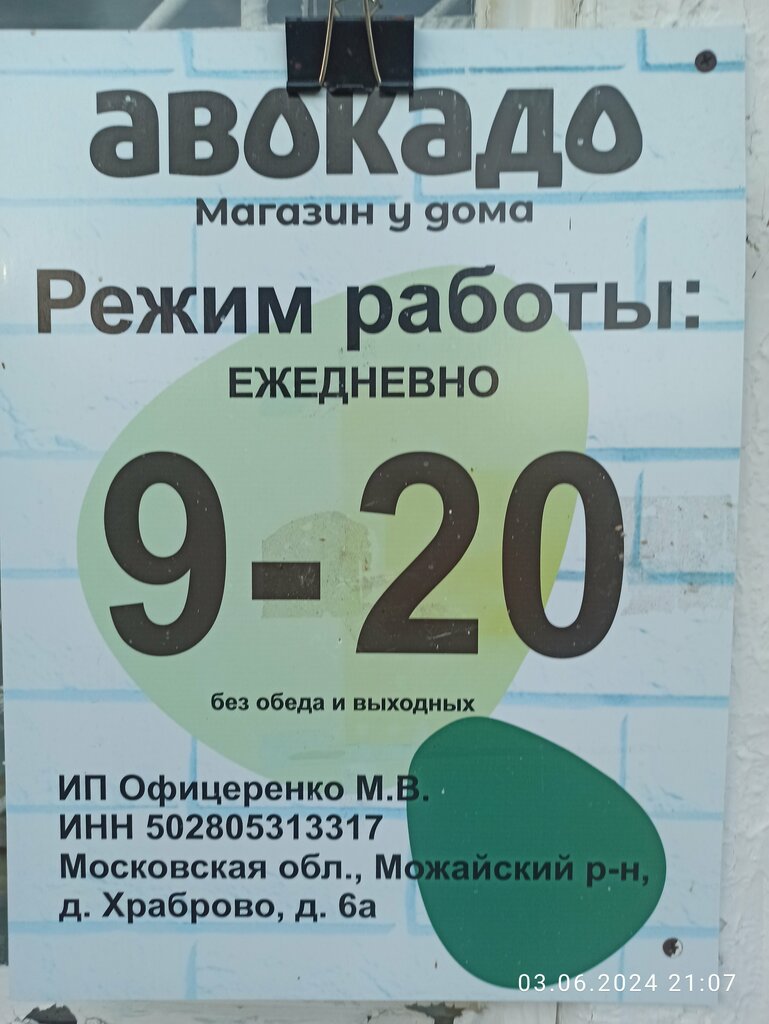 авокадо
Магазин у дома
Режим работы:
ЕЖЕДНЕВНО
9-20
без обеда и выходных
ИП Офицеренко М.В.
ИНН 502805313317
Московская обл., Можайский р-н,
д. Храброво, д. 6а
03.06.2024 21:07